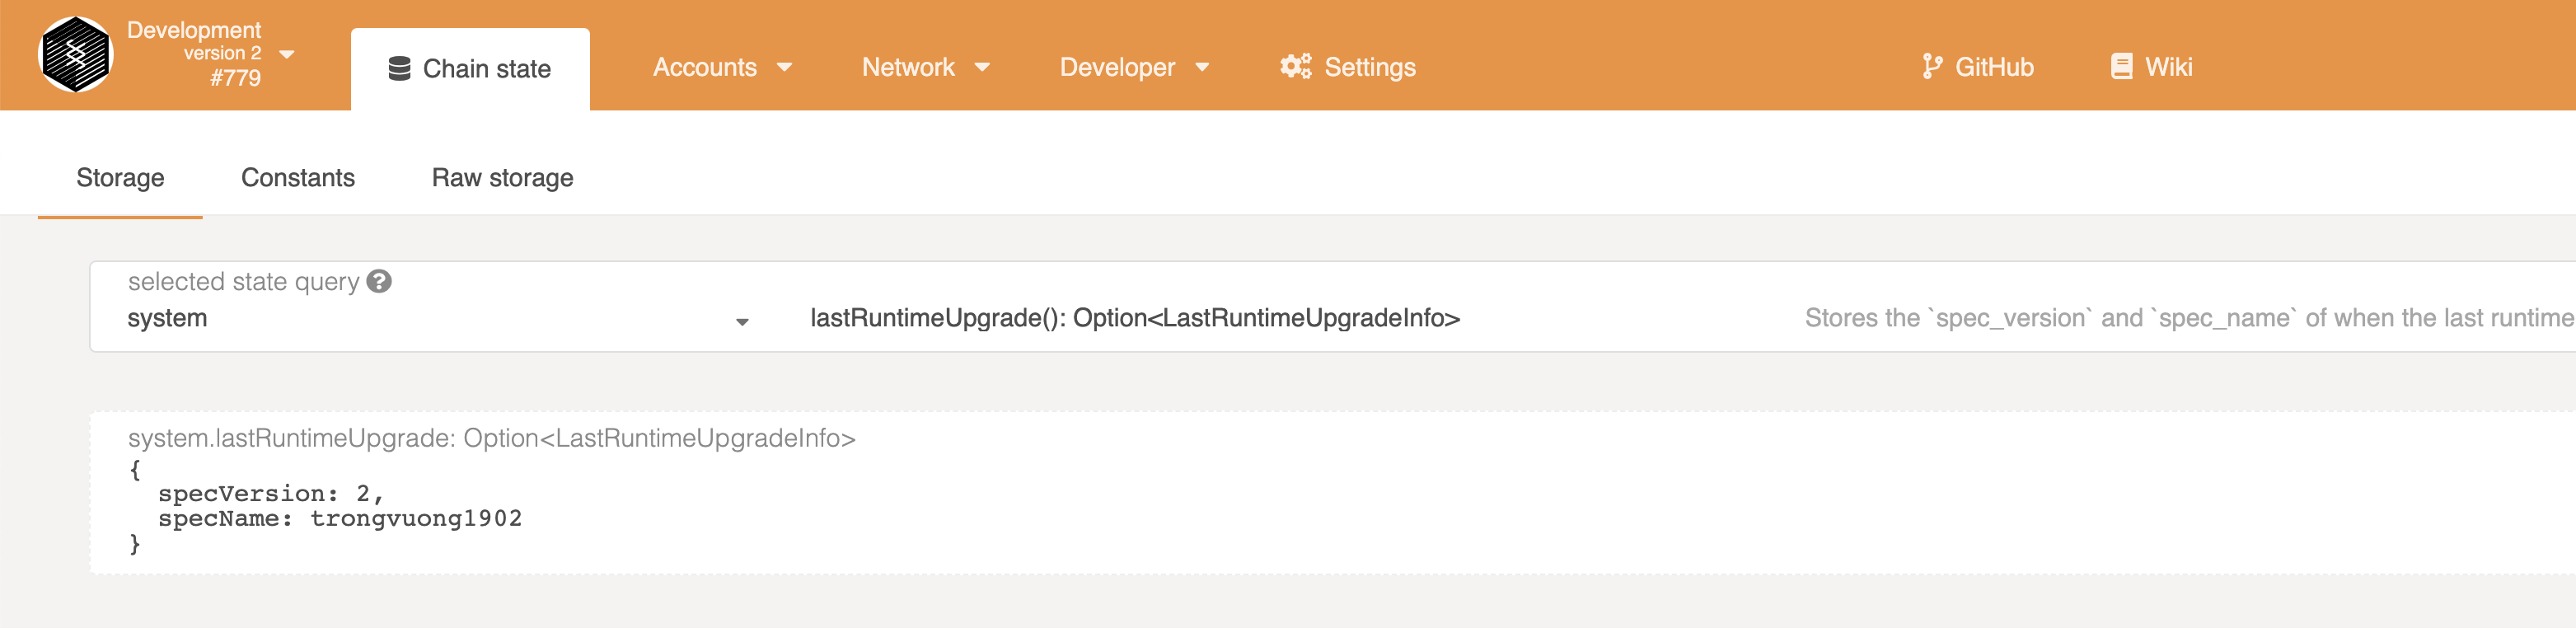 Development
version 2
#779
Chain state
Accounts
Network
Developer
Settings
GitHub
Wiki
Storage
Constants
Raw storage
selected state query
system
lastRuntimeUpgrade(): Option<LastRuntimeUpgradeInfo>
Stores the `spec_version` and `spec_name` of when the last runtime
system.lastRuntimeUpgrade: Option<LastRuntimeUpgradeInfo>
{
  specVersion: 2,
  specName: trongvuong1902
}